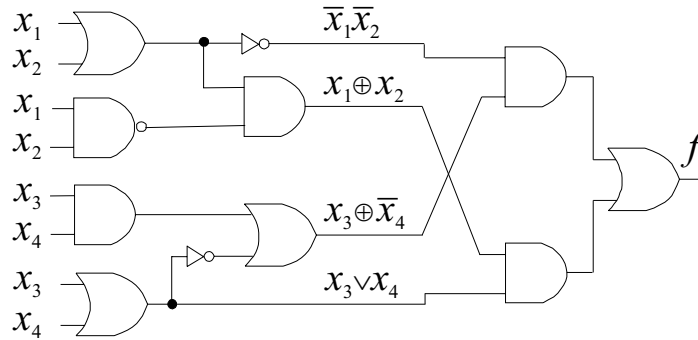 x₁
x₂
x̅₁x̅₂
x₁
x₂
x₁⊕x₂
f
x₃
x₄
x₃⊕x̅₄
x₃
x₄
x₃∨x₄